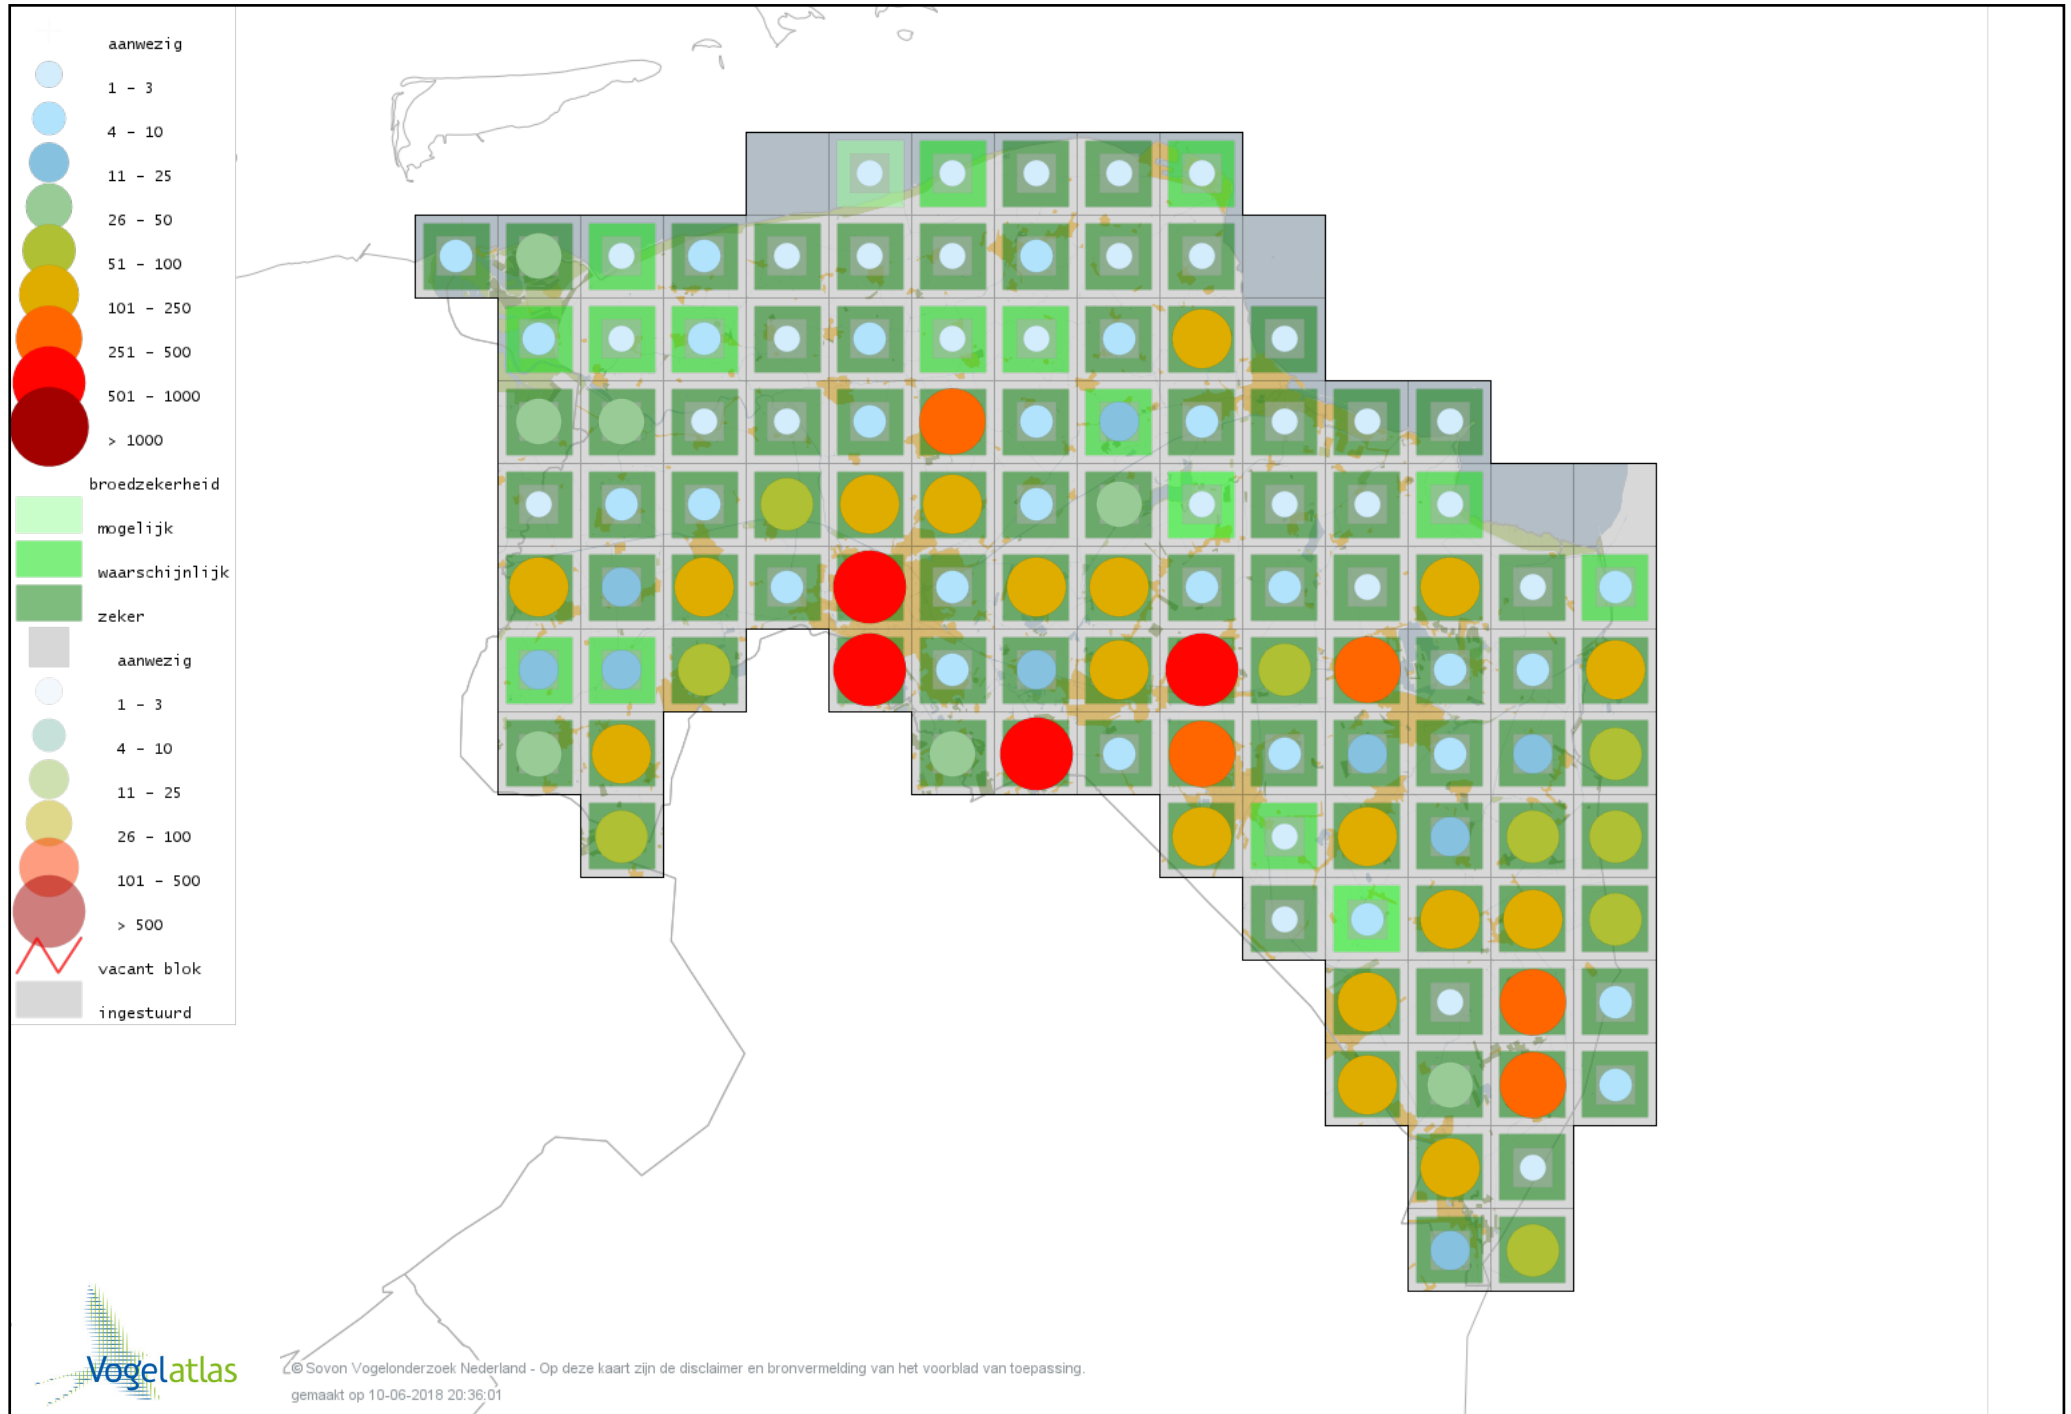 aanwezig
1 - 3
4 - 10
11 - 25
26 - 50
51 - 100
101 - 250
251 - 500
501 - 1000
> 1000
broedzekerheid
mogelijk
waarschijnlijk
zeker
aanwezig
1 - 3
4 - 10
11 - 25
26 - 100
101 - 500
> 500
vacant blok
ingestuurd
Vogelatlas
© Sovon Vogelonderzoek Nederland - Op deze kaart zijn de disclaimer en bronvermelding van het voorblad van toepassing.
gemaakt op 10-06-2018 20:36:01